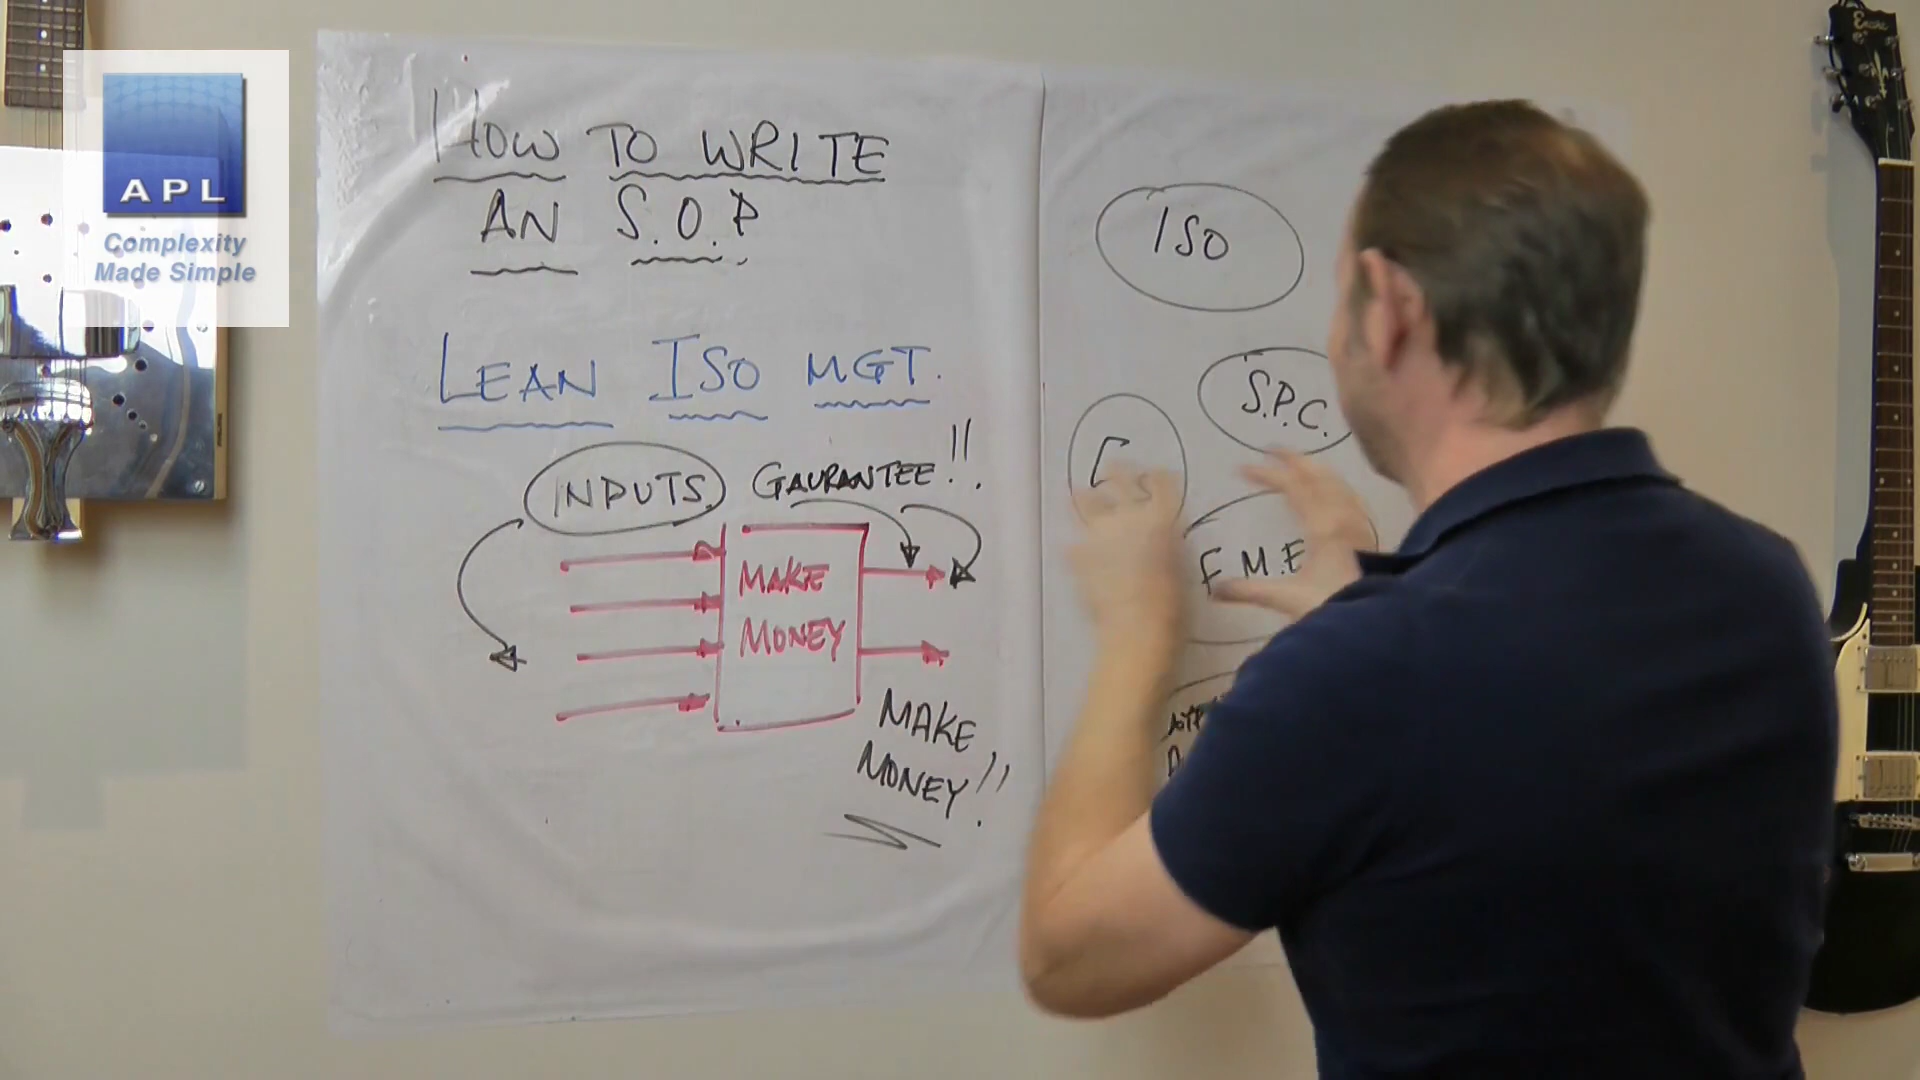 APL
Complexity
Made Simple
HOW TO WRITE
AN S.O.P
LEAN ISO MGT.
INPUTS. GAURANTEE!!
MAKE
MONEY
MAKE
MONEY!!
ISO
S.P.C.
F.M.E